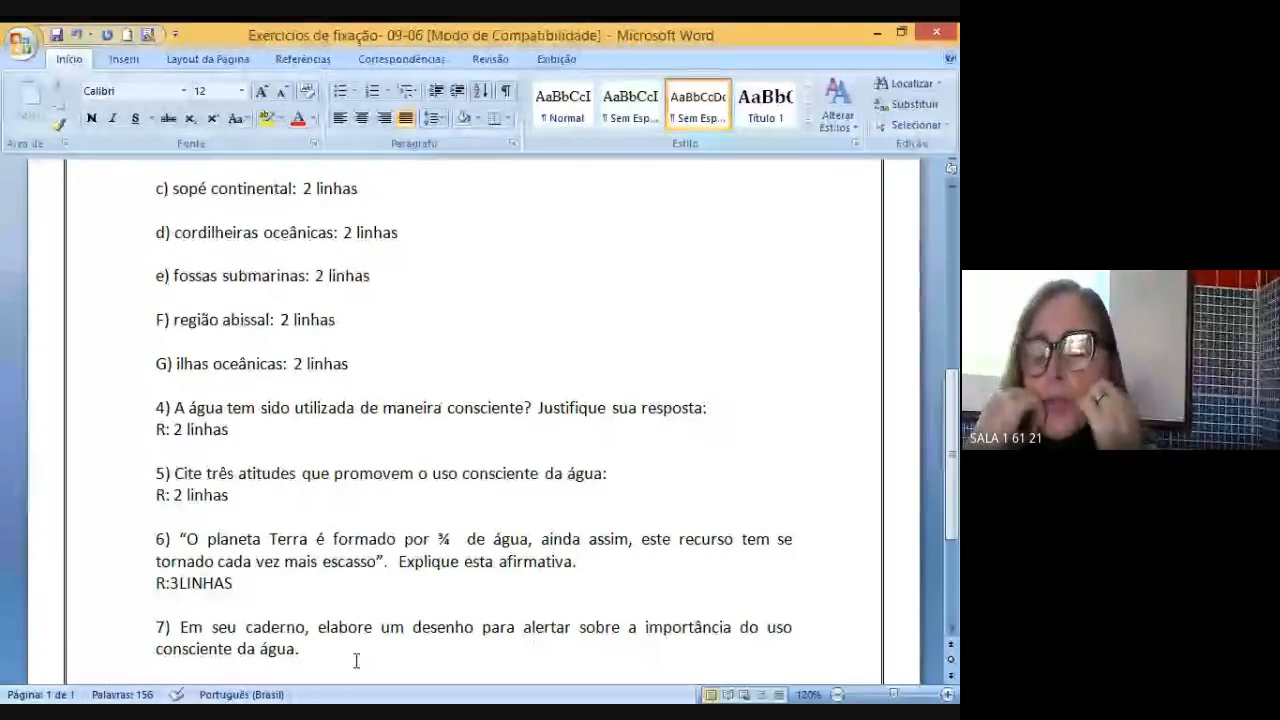 Exercicios de fixação- 09-06 [Modo de Compatibilidade] - Microsoft Word
Início Inserir Layout da Página Referências Correspondências Revisão Exibição
Calibri 12
AaBbCcI AaBbCcI AaBbCcDc AaBbC
¶ Normal ¶ Sem Esp... ¶ Sem Esp... Título 1
Alterar Estilos
Localizar
Substituir
Selecionar
Área de Fonte Parágrafo Estilo Edição
c) sopé continental: 2 linhas
d) cordilheiras oceânicas: 2 linhas
e) fossas submarinas: 2 linhas
F) região abissal: 2 linhas
G) ilhas oceânicas: 2 linhas
4) A água tem sido utilizada de maneira consciente? Justifique sua resposta:
R: 2 linhas
5) Cite três atitudes que promovem o uso consciente da água:
R: 2 linhas
6) “O planeta Terra é formado por ¾ de água, ainda assim, este recurso tem se
tornado cada vez mais escasso”. Explique esta afirmativa.
R:3LINHAS
7) Em seu caderno, elabore um desenho para alertar sobre a importância do uso
consciente da água.
Página: 1 de 1 Palavras: 156 Português (Brasil) 120%
SALA 1 61 21